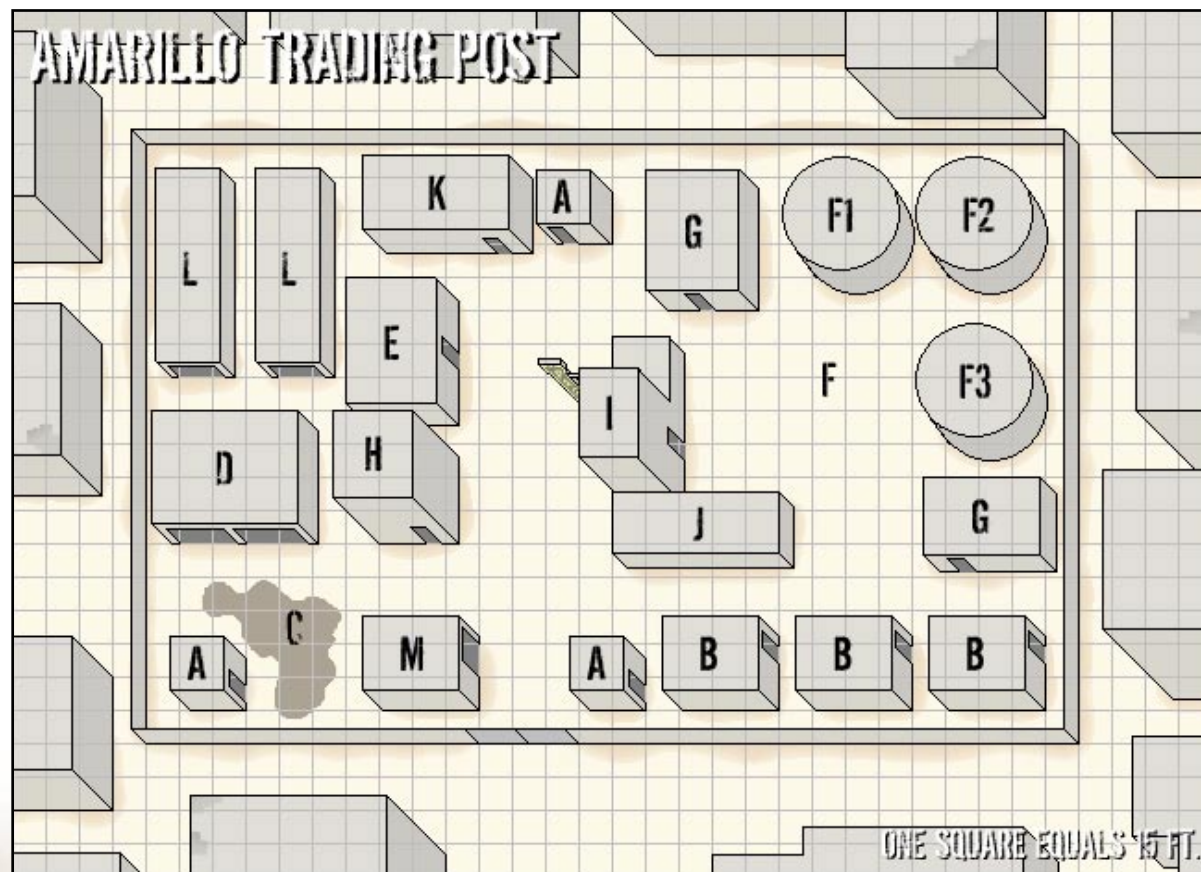 AMARILLO TRADING POST
K
A
G
F1
F2
L
L
E
F
F3
I
D
H
J
G
C
A
M
A
B
B
B
ONE SQUARE EQUALS 15 FT.